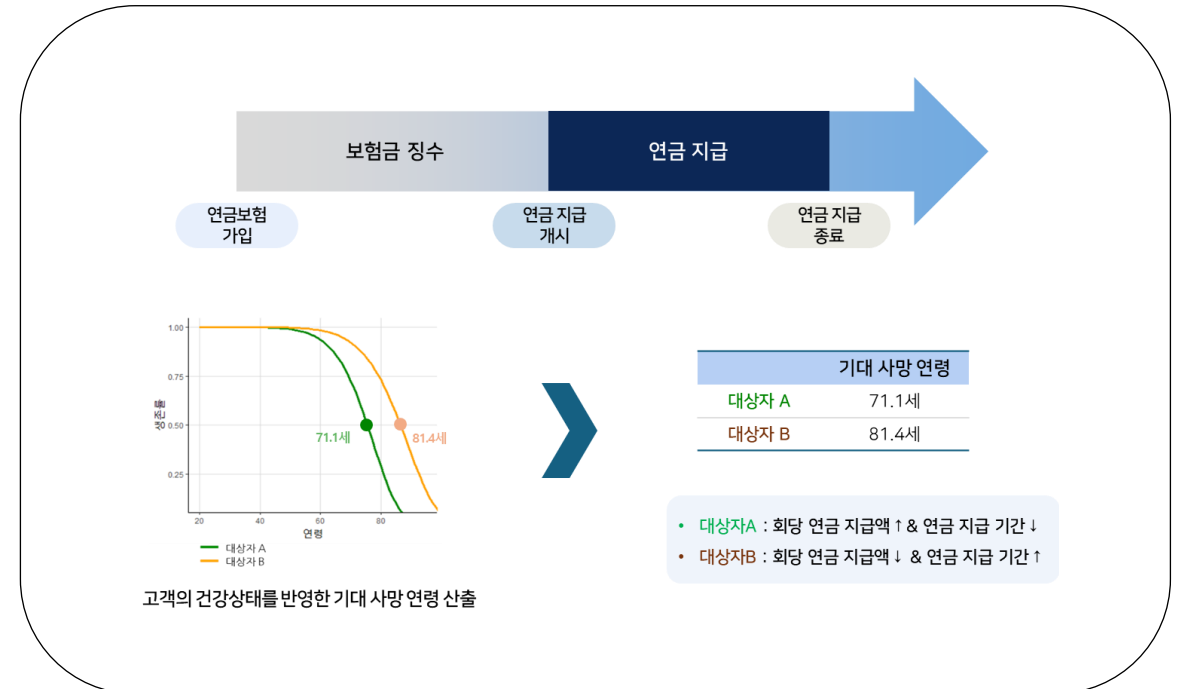 보험금 징수
연금 지급
연금보험
가입
연금 지급
개시
연금 지급
종료
1.00
0.75
0.50
0.25
생존률
71.1세
81.4세
20
40
60
80
연령
대상자 A
대상자 B
고객의 건강상태를 반영한 기대 사망 연령 산출
기대 사망 연령
대상자 A 71.1세
대상자 B 81.4세
• 대상자A : 회당 연금 지급액↑& 연금 지급 기간↓
• 대상자B : 회당 연금 지급액↓ & 연금 지급 기간↑